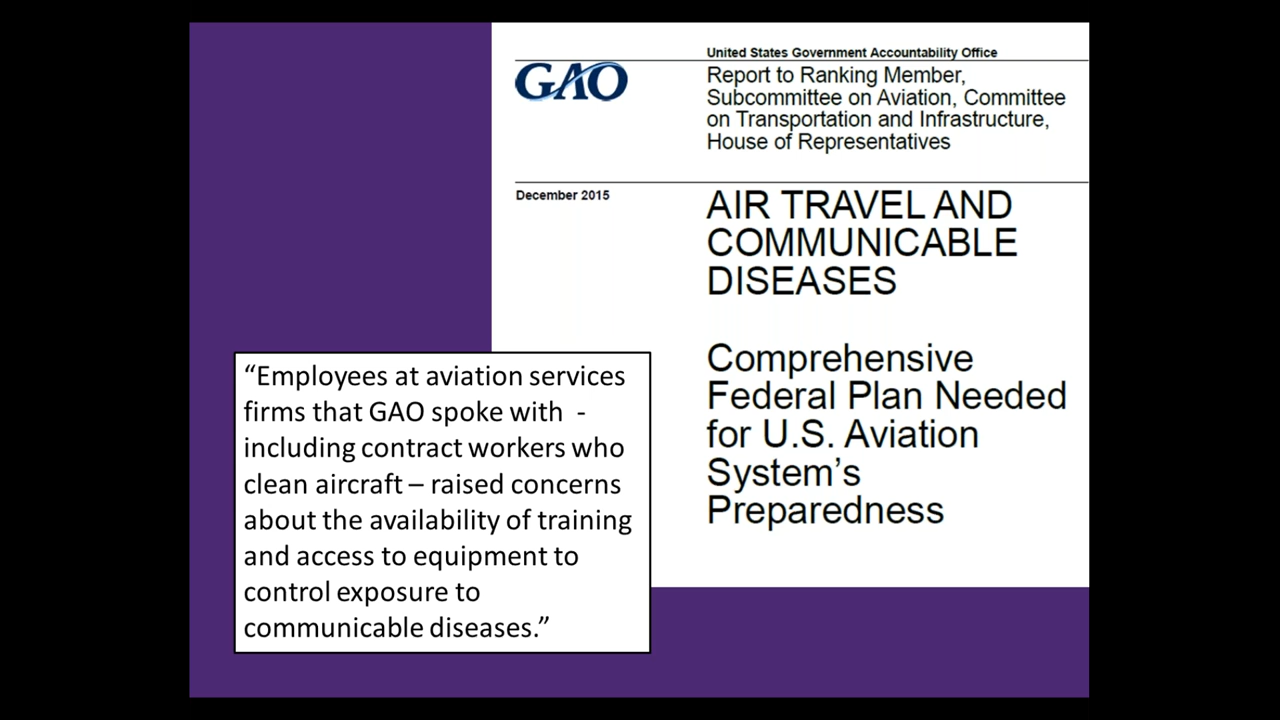 United States Government Accountability Office
GAO
Report to Ranking Member,
Subcommittee on Aviation, Committee
on Transportation and Infrastructure,
House of Representatives
December 2015
AIR TRAVEL AND
COMMUNICABLE
DISEASES
Comprehensive
Federal Plan Needed
for U.S. Aviation
System’s
Preparedness
“Employees at aviation services
firms that GAO spoke with -
including contract workers who
clean aircraft – raised concerns
about the availability of training
and access to equipment to
control exposure to
communicable diseases.”